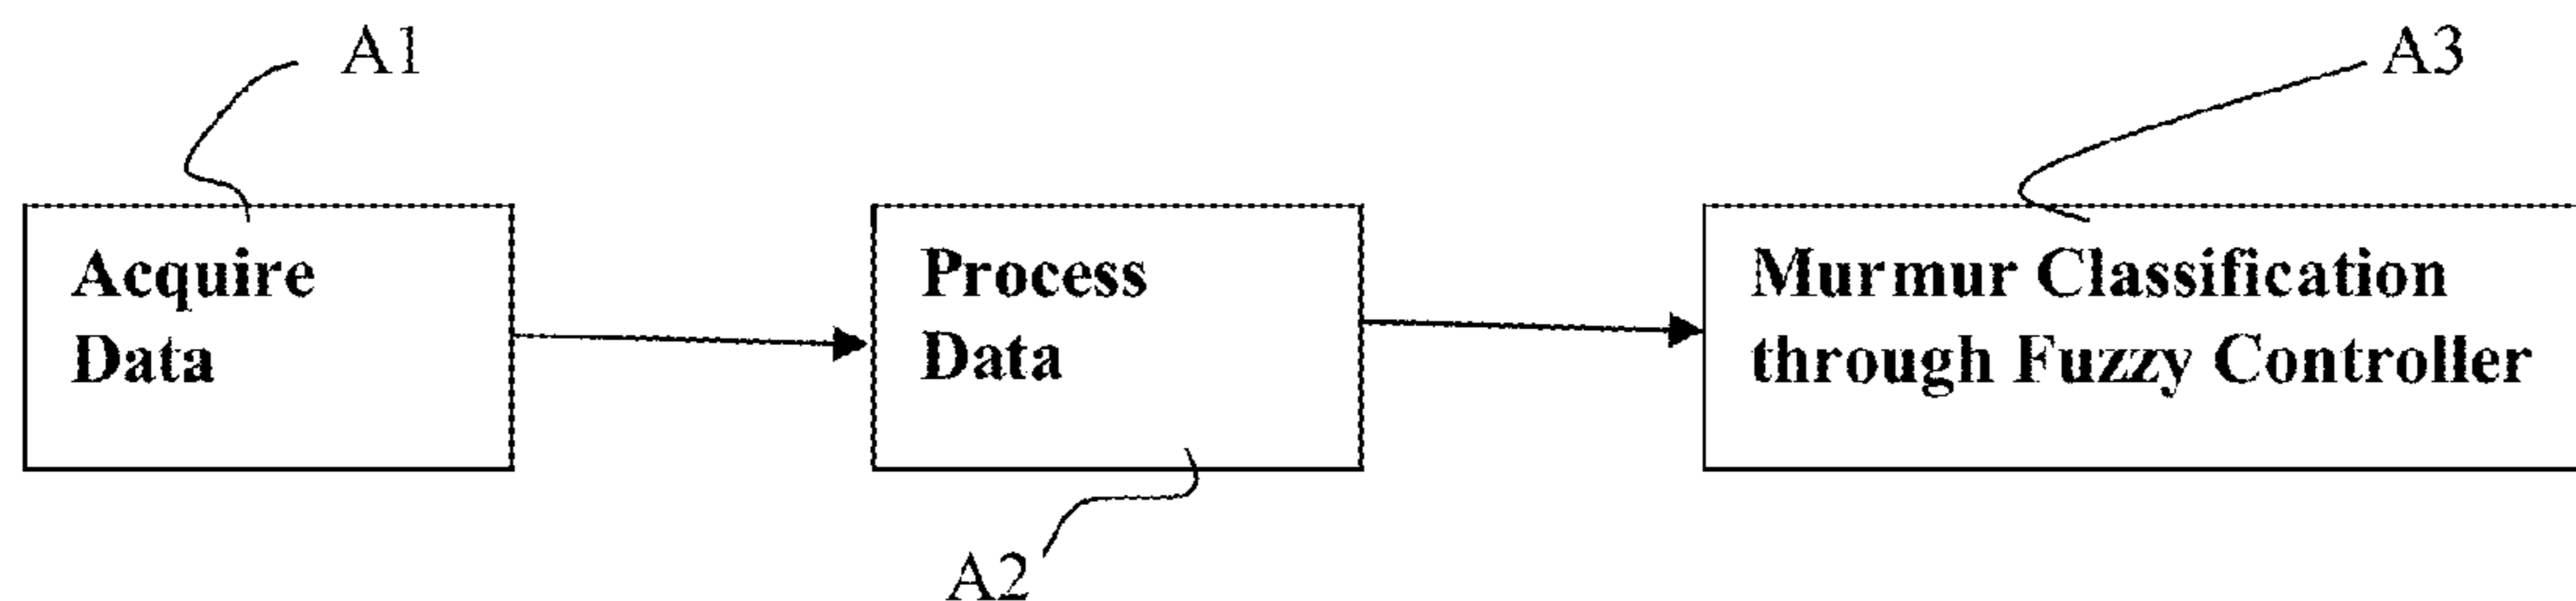 A1
A3
Acquire
Data
Process
Data
Murmur Classification
through Fuzzy Controller
A2